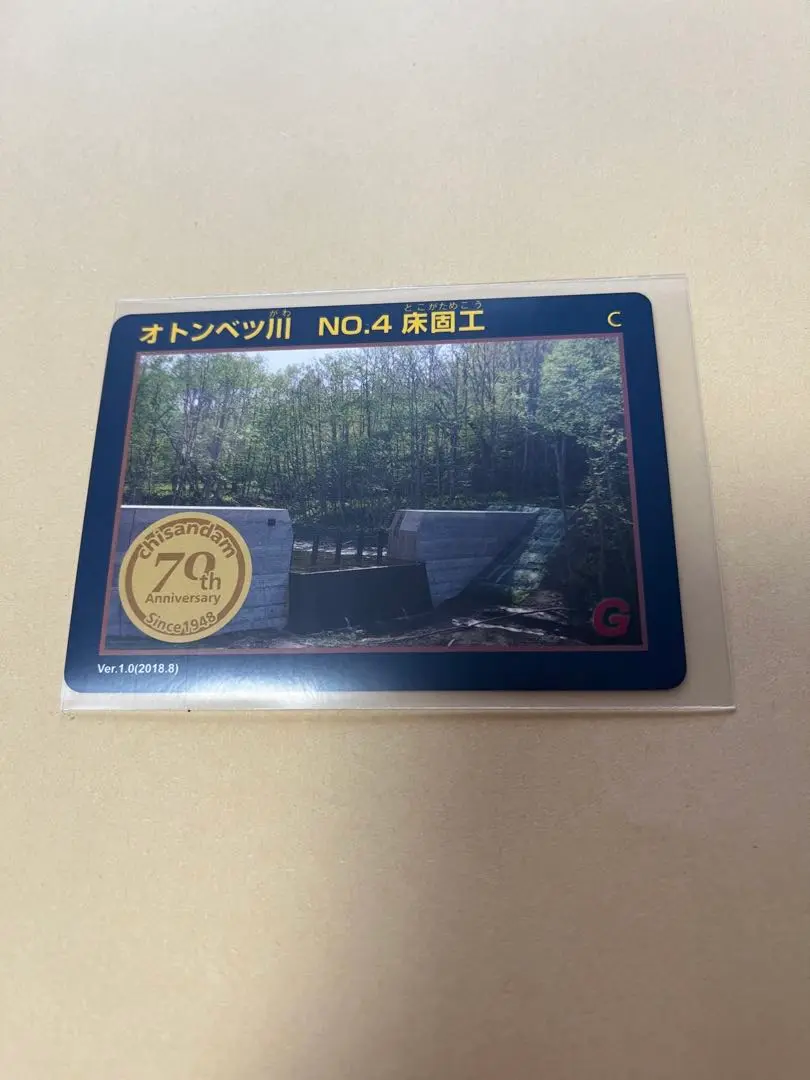 がわ とこがためこう
オトンベツ川 NO.4 床固工 C
chisandam
70th
Anniversary
Since1948
G
Ver.1.0(2018.8)